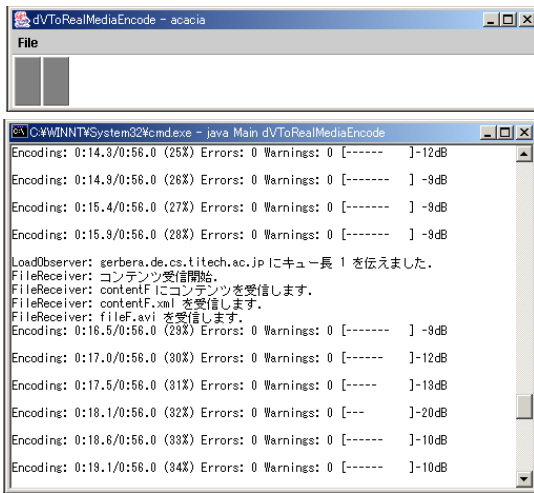 dVToRealMediaEncode - acacia
File
C:¥WINNT¥System32¥cmd.exe - java Main dVToRealMediaEncode
Encoding: 0:14.3/0:56.0 (25%) Errors: 0 Warnings: 0 [------    ]-12dB
Encoding: 0:14.9/0:56.0 (26%) Errors: 0 Warnings: 0 [-------   ] -9dB
Encoding: 0:15.4/0:56.0 (27%) Errors: 0 Warnings: 0 [-------   ] -9dB
Encoding: 0:15.9/0:56.0 (28%) Errors: 0 Warnings: 0 [-------   ] -9dB
LoadObserver: gerbera.de.cs.titech.ac.jp にキュー長 1 を伝えました.
FileReceiver: コンテンツ受信開始.
FileReceiver: contentF にコンテンツを受信します.
FileReceiver: contentF.xml を受信します.
FileReceiver: fileF.avi を受信します.
Encoding: 0:16.5/0:56.0 (29%) Errors: 0 Warnings: 0 [-------   ] -9dB
Encoding: 0:17.0/0:56.0 (30%) Errors: 0 Warnings: 0 [------    ]-12dB
Encoding: 0:17.5/0:56.0 (31%) Errors: 0 Warnings: 0 [-----     ]-13dB
Encoding: 0:18.1/0:56.0 (32%) Errors: 0 Warnings: 0 [---       ]-20dB
Encoding: 0:18.6/0:56.0 (33%) Errors: 0 Warnings: 0 [------    ]-10dB
Encoding: 0:19.1/0:56.0 (34%) Errors: 0 Warnings: 0 [------    ]-10dB